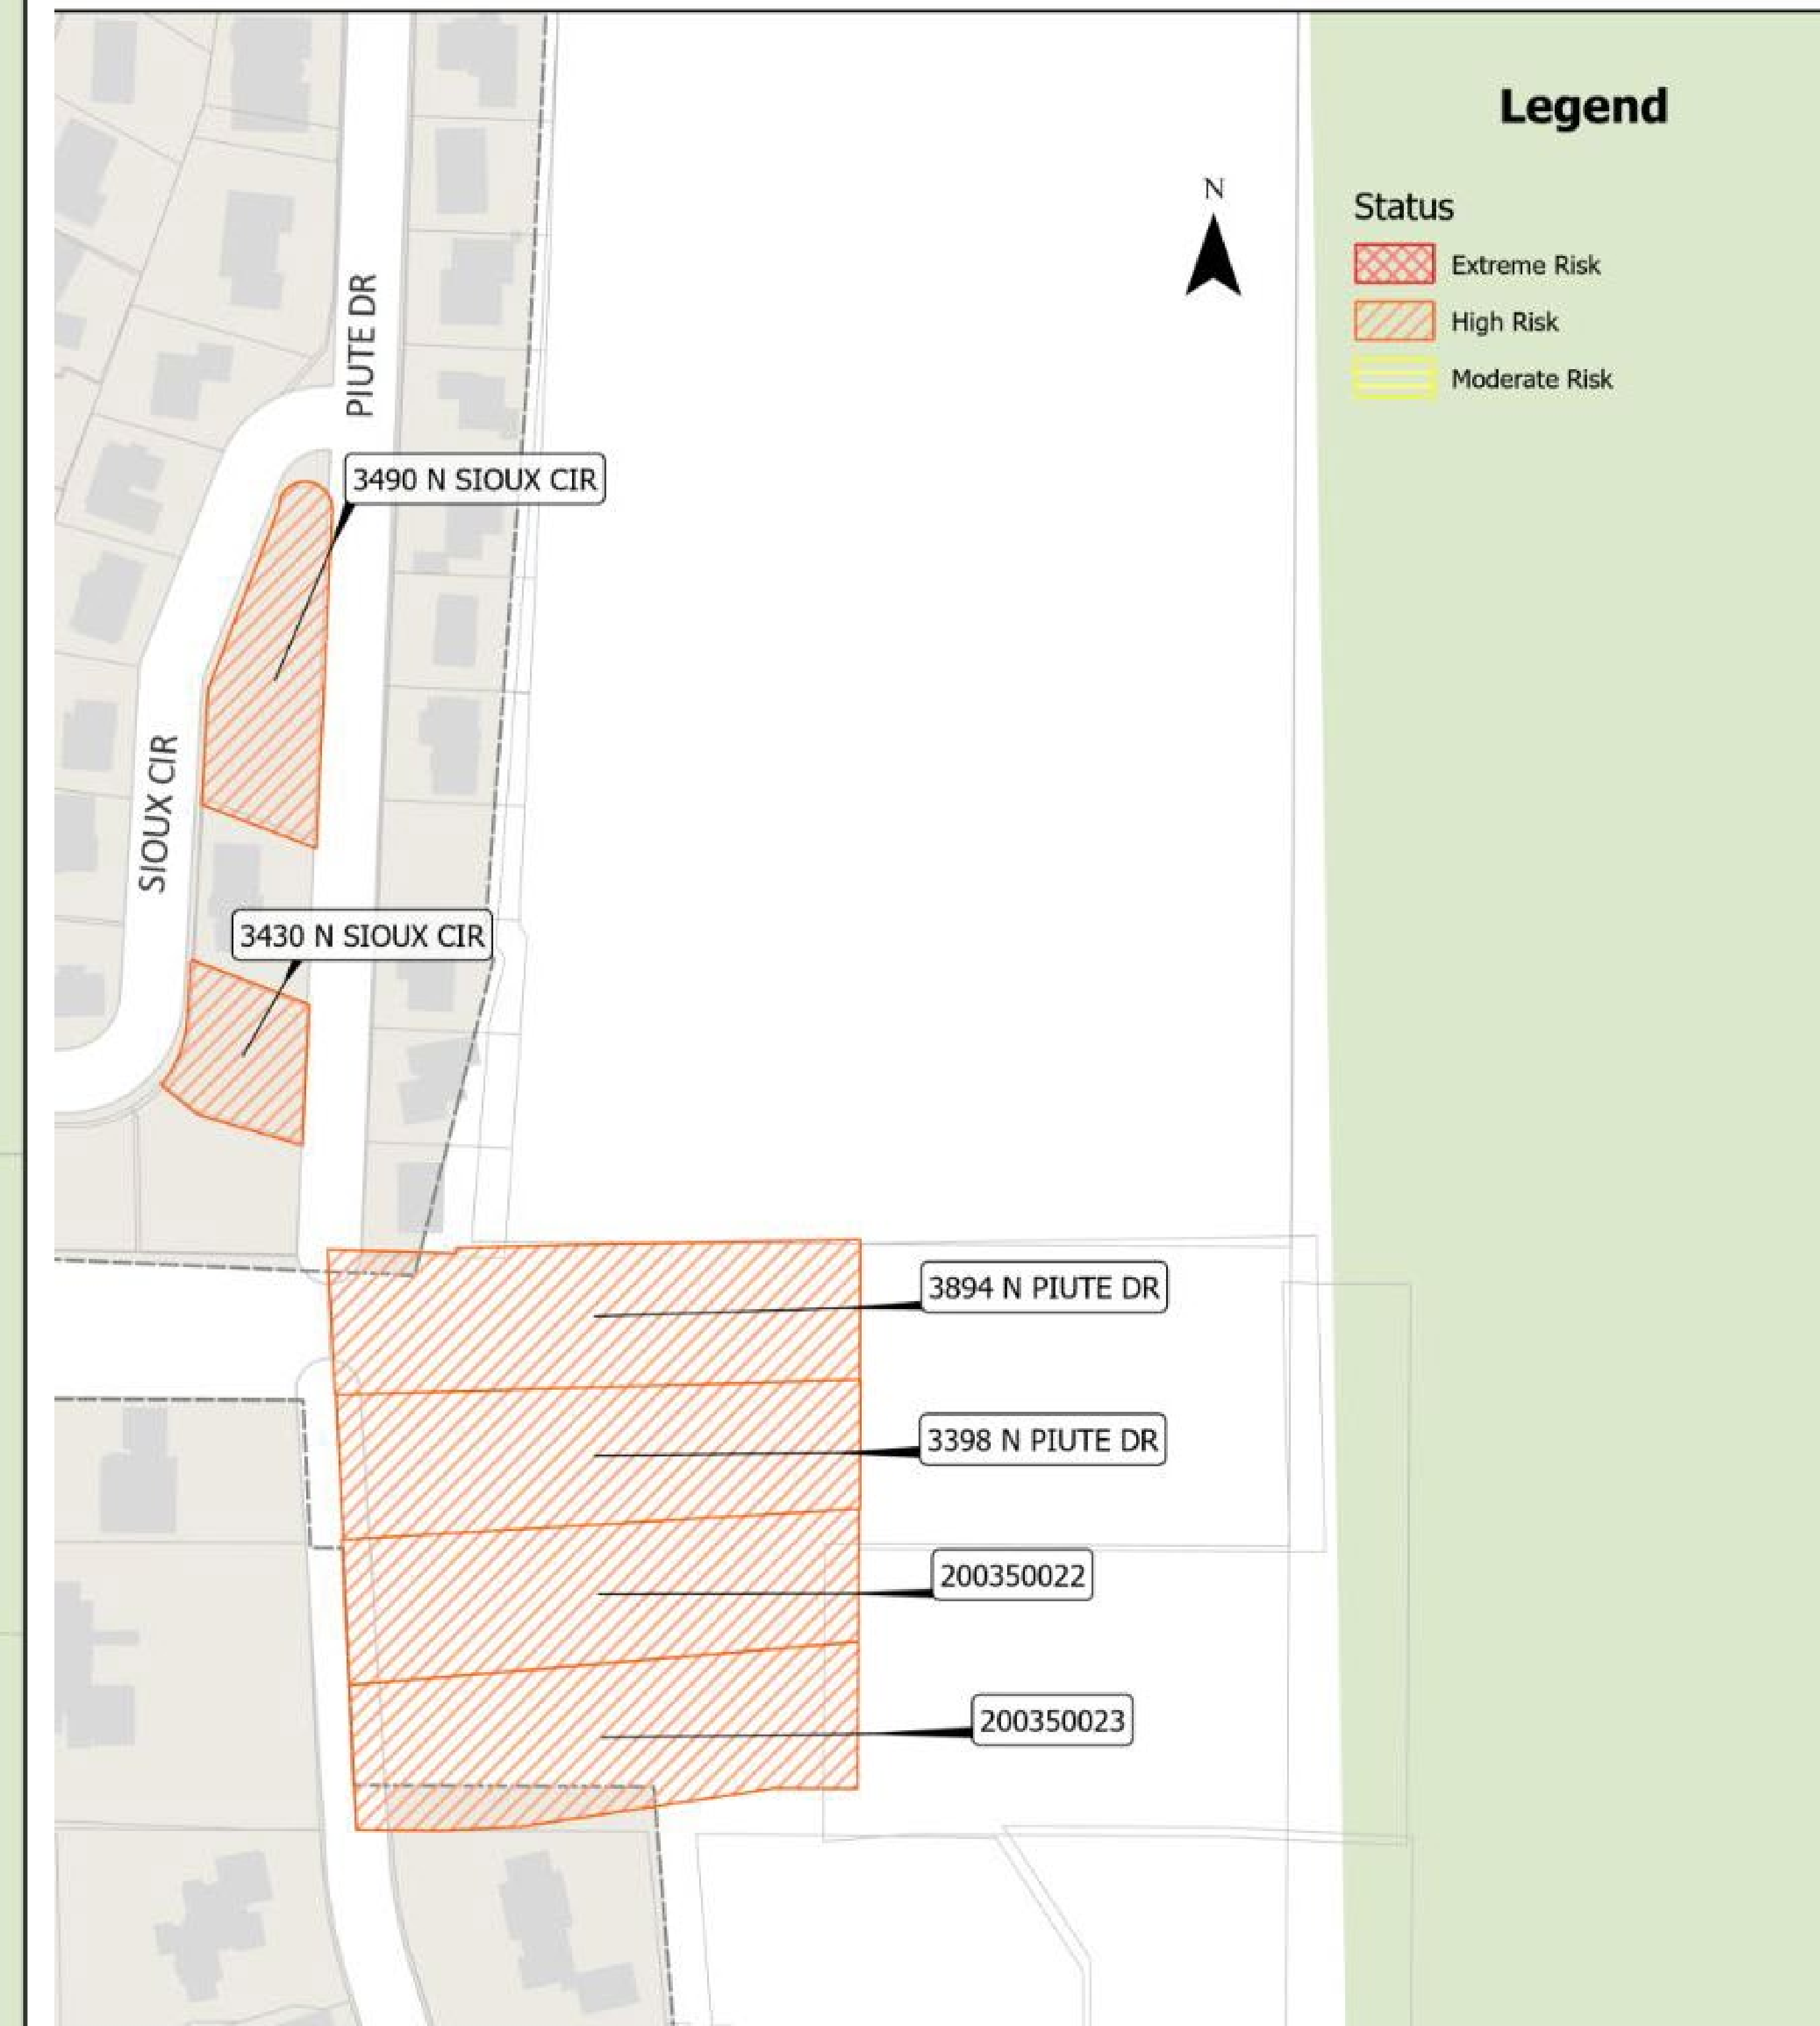 Legend
N
Status
Extreme Risk
High Risk
Moderate Risk
PIUTE DR
3490 N SIOUX CIR
SIOUX CIR
3430 N SIOUX CIR
3894 N PIUTE DR
3398 N PIUTE DR
200350022
200350023